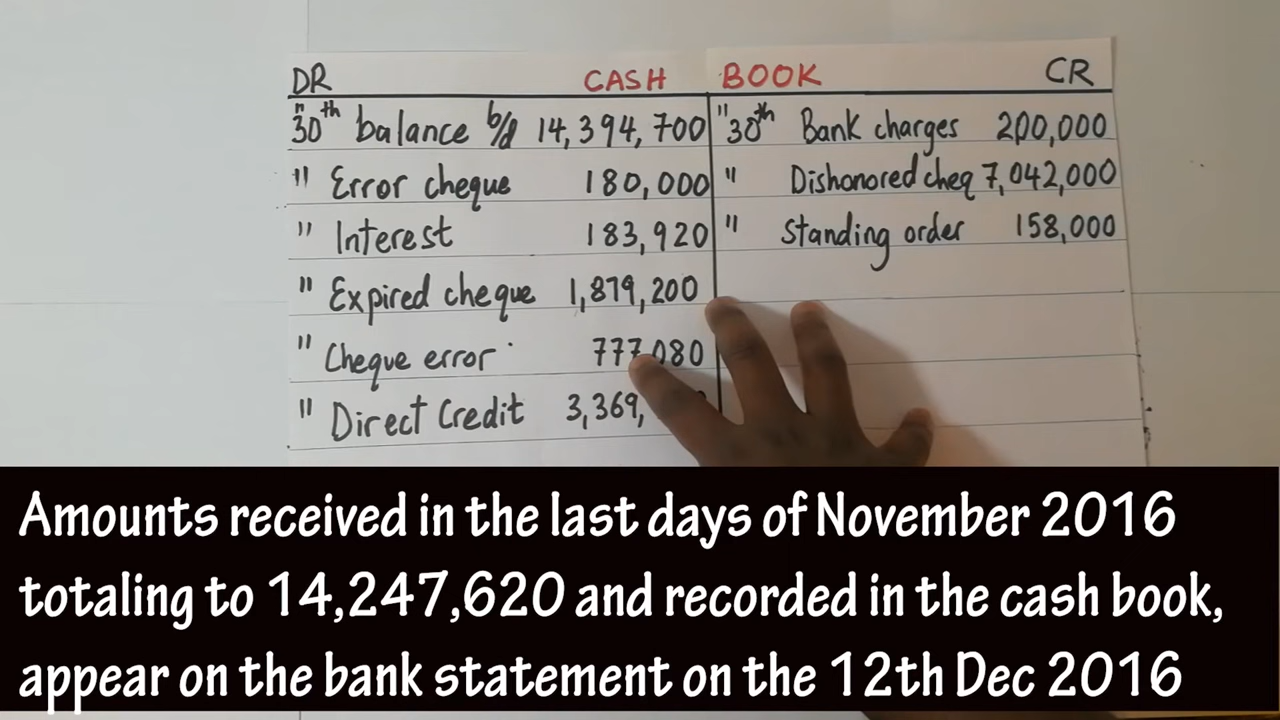 DR CASH BOOK CR
"30th balance b/d 14,394,700 "30th Bank charges 200,000
" Error cheque 180,000 " Dishonored cheq 7,042,000
" Interest 183,920 " Standing order 158,000
" Expired cheque 1,879,200
" Cheque error 777,080
" Direct Credit 3,369,
Amounts received in the last days of November 2016
totaling to 14,247,620 and recorded in the cash book,
appear on the bank statement on the 12th Dec 2016